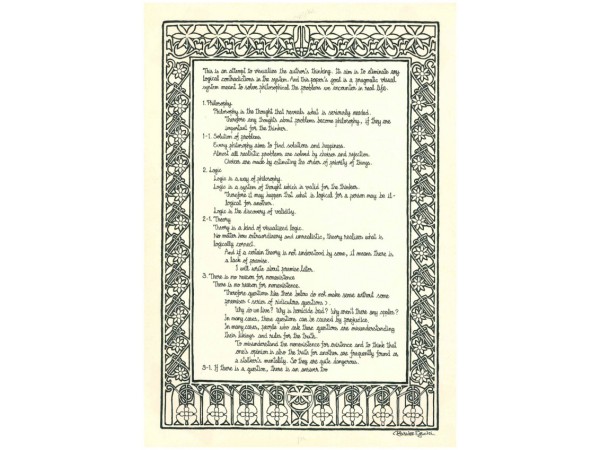 This is an attempt to visualize the author's thinking. Its aim is to eliminate any
logical contradictions in the system. And this paper's goal is a pragmatic visual
system meant to solve philosophical the problems we encounter in real life.
1. Philosophy
Philosophy is the thought that reveals what is seriously needed.
Therefore any thoughts about problems become philosophy, if they are
important for the thinker.
1-1. Solution of problems
Every philosophy aims to find solutions and happiness.
Almost all realistic problems are solved by choices and rejection.
Choices are made by estimating the order of priority of things.
2. Logic
Logic is a way of philosophy.
Logic is a system of thought which is valid for the thinker.
Therefore it may happen that what is logical for a person may be il-
logical for another.
Logic is the discovery of validity.
2-1. Theory
Theory is a kind of visualized logic.
No matter how extraordinary and unrealistic, theory realizes what is
logically correct.
And if a certain theory is not understood by some, it means there is
a lack of premise.
I will write about premise later.
3. There is no reason for nonexistence
There is no reason for nonexistence.
Therefore questions like those below do not make sense without some
premises (series of ridiculous questions).
Why do we love? Why is homicide bad? Why aren't there any
In many cases, these questions can be caused by prejudice.
In many cases, people who ask these questions are misunderstanding
their likings and rules for the truth.
To misunderstand the nonexistence for existence and to think that
one's opinion is also the truth for another are frequently found as
a stalker's mentality. So they are quite dangerous.
3-1. If there is a question, there is an answer too